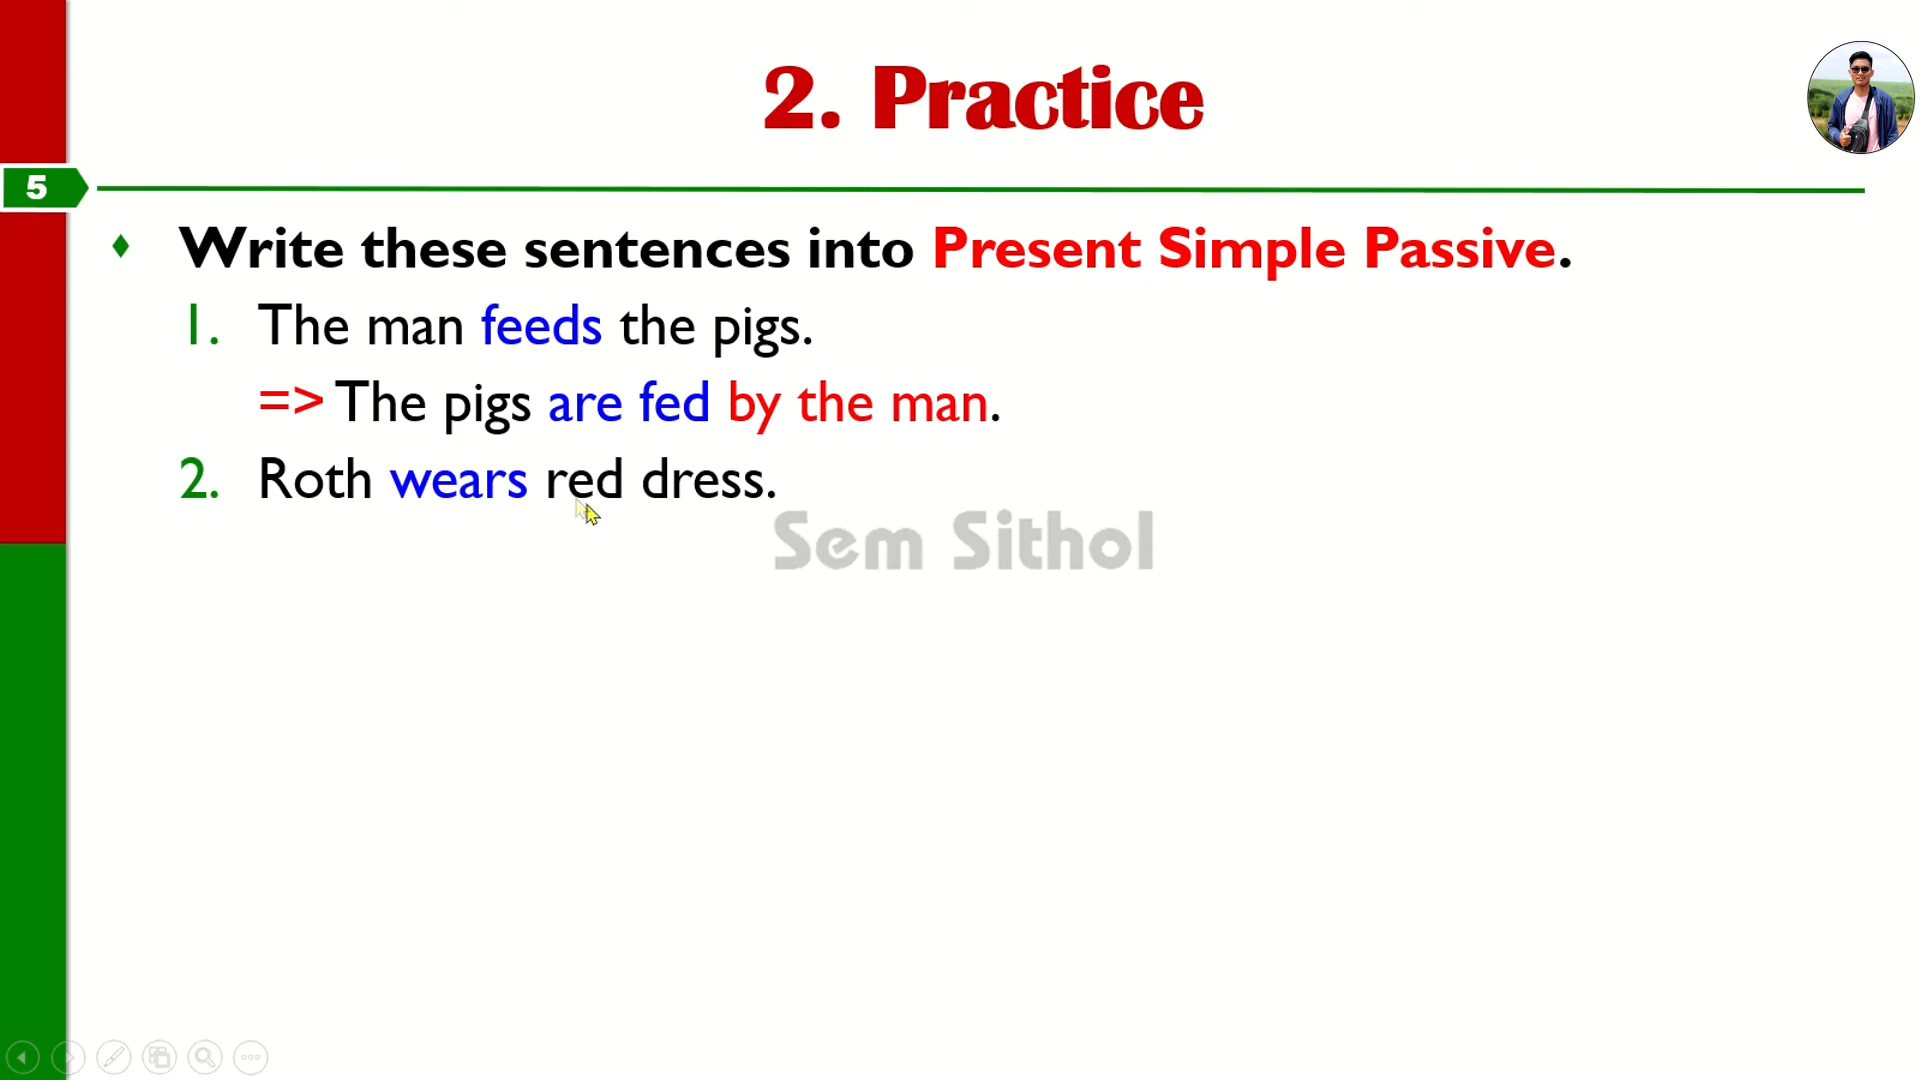 2. Practice
5
Write these sentences into Present Simple Passive.
1. The man feeds the pigs.
=> The pigs are fed by the man.
2. Roth wears red dress.
Sem Sithol